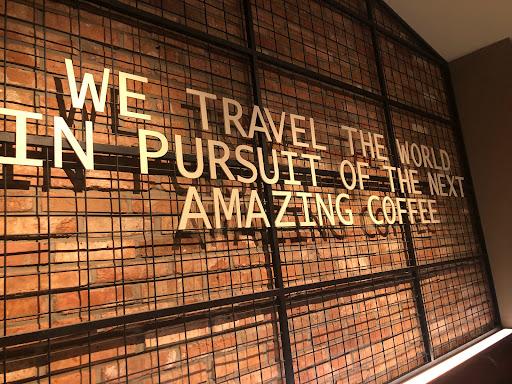 WE TRAVEL THE WORLD
IN PURSUIT OF THE NEXT
AMAZING COFFEE